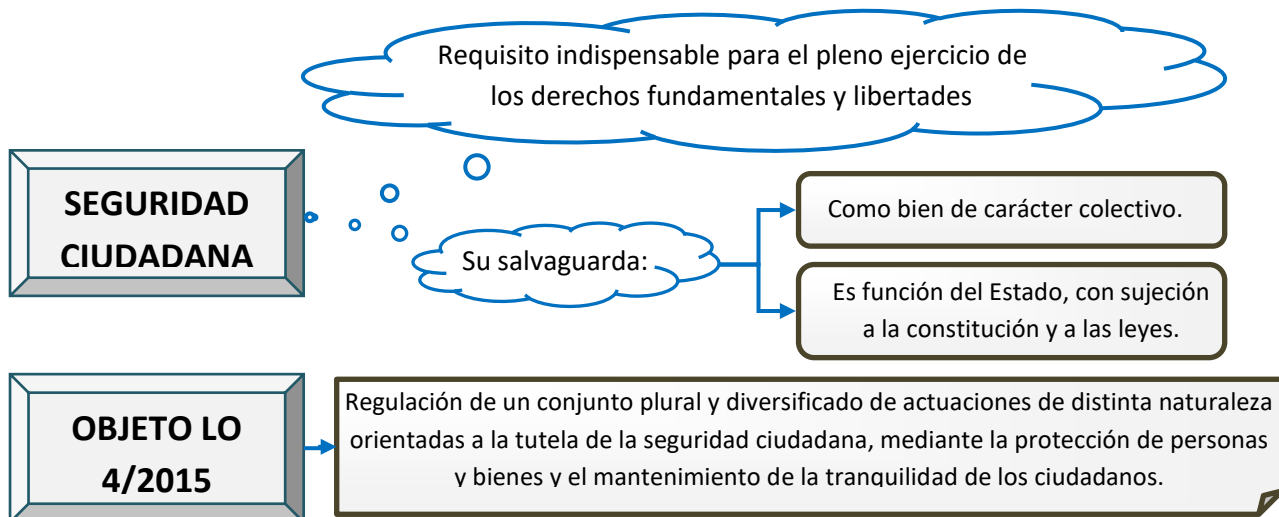 Requisito indispensable para el pleno ejercicio de
los derechos fundamentales y libertades
SEGURIDAD
CIUDADANA
Su salvaguarda:
Como bien de carácter colectivo.
Es función del Estado, con sujeción
a la constitución y a las leyes.
OBJETO LO
4/2015
Regulación de un conjunto plural y diversificado de actuaciones de distinta naturaleza
orientadas a la tutela de la seguridad ciudadana, mediante la protección de personas
y bienes y el mantenimiento de la tranquilidad de los ciudadanos.